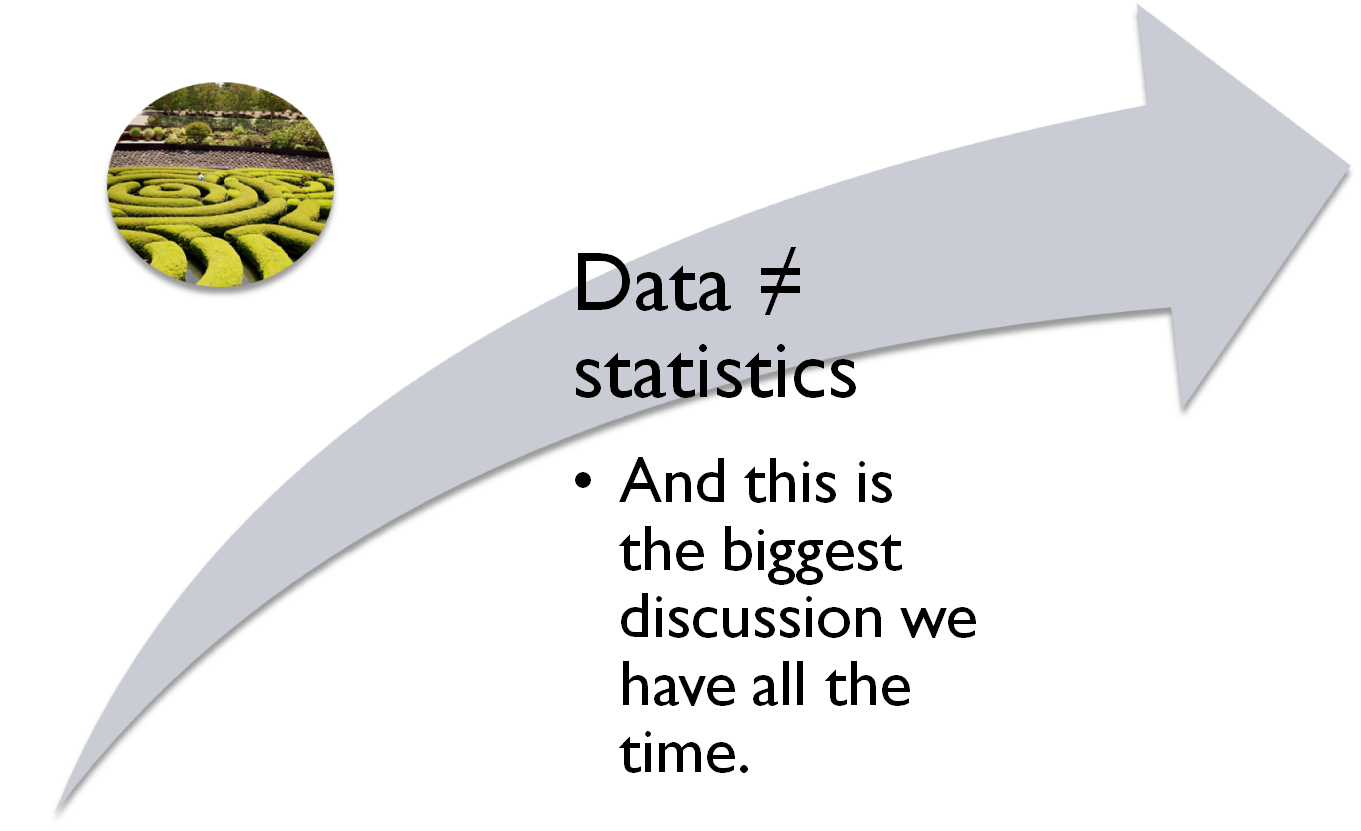 Data ≠
statistics
• And this is
the biggest
discussion we
have all the
time.